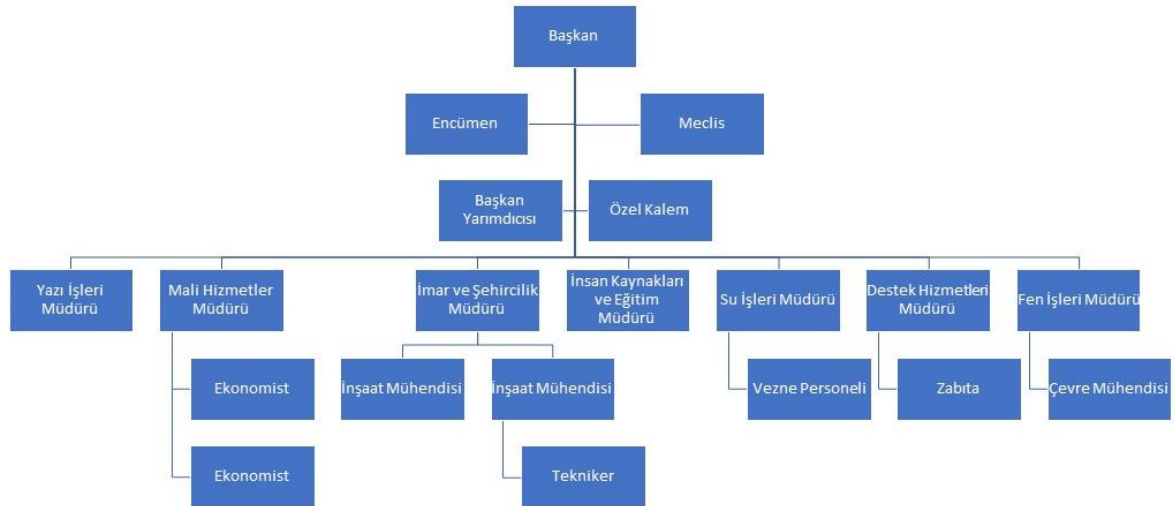 Başkan
Encümen
Meclis
Başkan
Yarımdıcısı
Özel Kalem
Yazı İşleri
Müdürü
Mali Hizmetler
Müdürü
İmar ve Şehircilik
Müdürü
İnsan Kaynakları
ve Eğitim
Müdürü
Su İşleri Müdürü
Destek Hizmetleri
Müdürü
Fen İşleri Müdürü
Ekonomist
İnşaat Mühendisi
İnşaat Mühendisi
Vezne Personeli
Zabıta
Çevre Mühendisi
Ekonomist
Tekniker